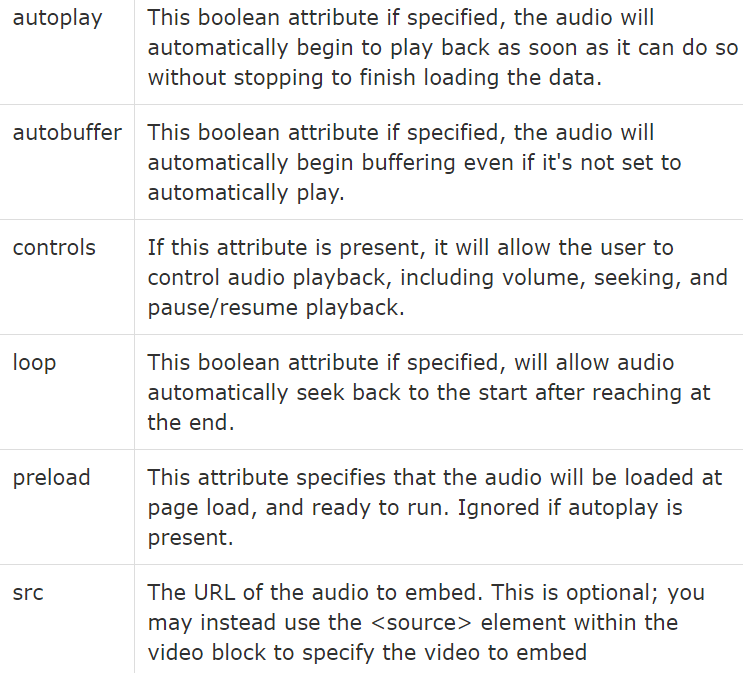 autoplay
This boolean attribute if specified, the audio will
automatically begin to play back as soon as it can do so
without stopping to finish loading the data.
autobuffer
This boolean attribute if specified, the audio will
automatically begin buffering even if it's not set to
automatically play.
controls
If this attribute is present, it will allow the user to
control audio playback, including volume, seeking, and
pause/resume playback.
loop
This boolean attribute if specified, will allow audio
automatically seek back to the start after reaching at
the end.
preload
This attribute specifies that the audio will be loaded at
page load, and ready to run. Ignored if autoplay is
present.
src
The URL of the audio to embed. This is optional; you
may instead use the <source> element within the
video block to specify the video to embed